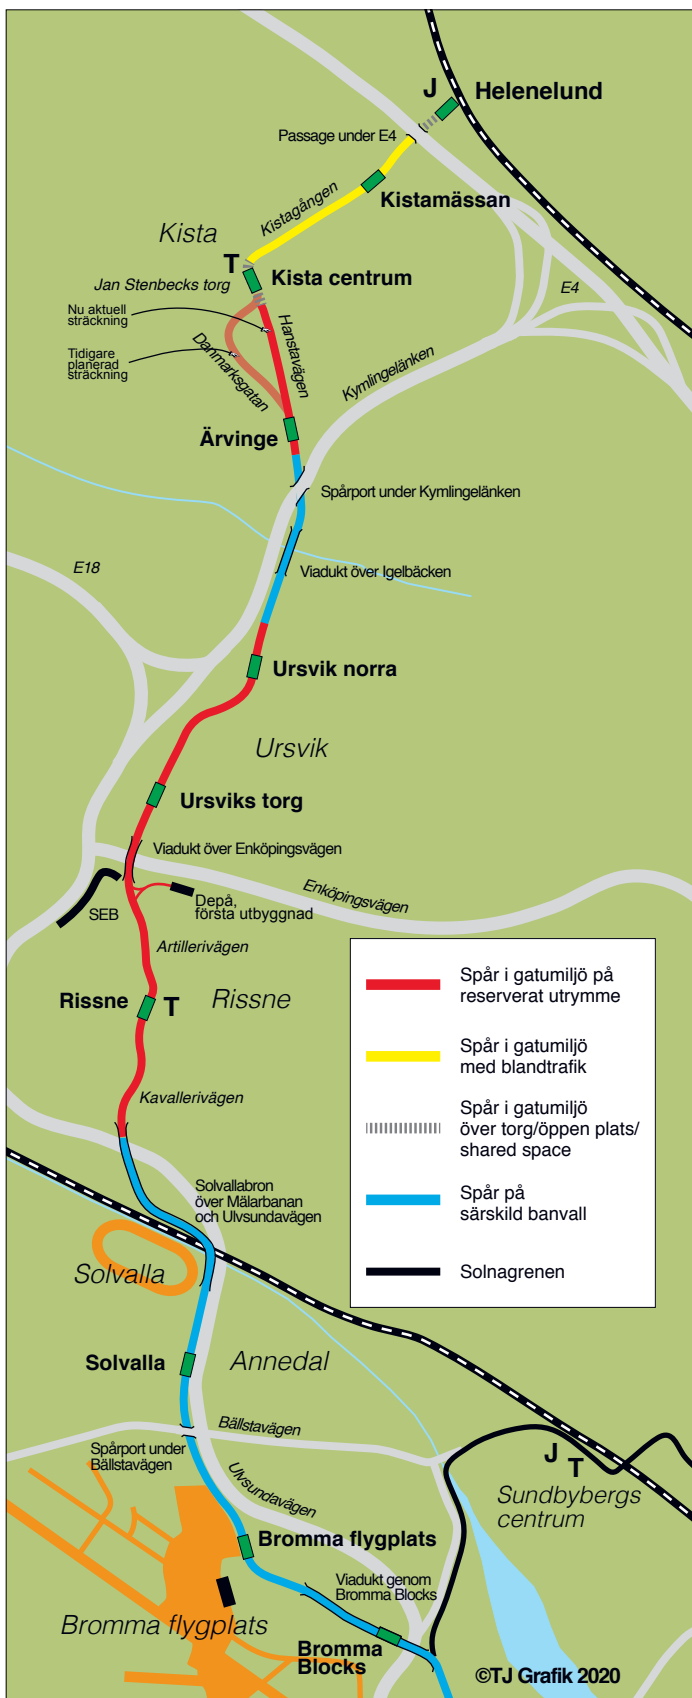 J
Helenelund
Passage under E4
Kistamässan
Kistagången
Kista
T
Kista centrum
Jan Stenbecks torg
E4
Nu aktuell
sträckning
Hanstavägen
Tidigare
planerad
sträckning
Danmarksgatan
Kymlingelänken
Ärvinge
Spårport under Kymlingelänken
E18
Viadukt över Igelbäcken
Ursvik norra
Ursvik
Ursviks torg
Viadukt över Enköpingsvägen
Enköpingsvägen
SEB
Depå,
första utbyggnad
Artillerivägen
Rissne
T
Rissne
Kavallerivägen
Spår i gatumiljö på
reserverat utrymme
Spår i gatumiljö
med blandtrafik
Spår i gatumiljö
över torg/öppen plats/
shared space
Spår på
särskild banvall
Solnagrenen
Solvallabron
över Mälarbanan
och Ulvsundavägen
Solvalla
Solvalla
Annedal
Bällstavägen
Spårport under
Bällstavägen
Ulvsundavägen
J
T
Sundbybergs
centrum
Bromma flygplats
Viadukt genom
Bromma Blocks
Bromma flygplats
Bromma
Blocks
©TJ Grafik 2020